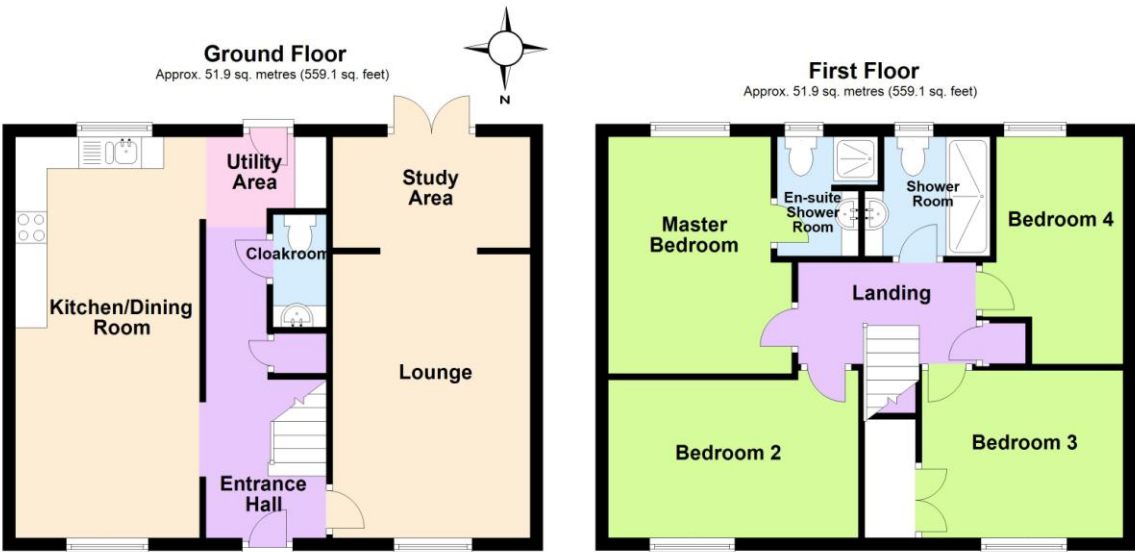 Ground Floor
Approx. 51.9 sq. metres (559.1 sq. feet)
N
Utility
Area
Study
Area
Cloakroom
Kitchen/Dining
Room
Lounge
Entrance
Hall
First Floor
Approx. 51.9 sq. metres (559.1 sq. feet)
Master
Bedroom
En-suite
Shower
Room
Shower
Room
Bedroom 4
Landing
Bedroom 2
Bedroom 3